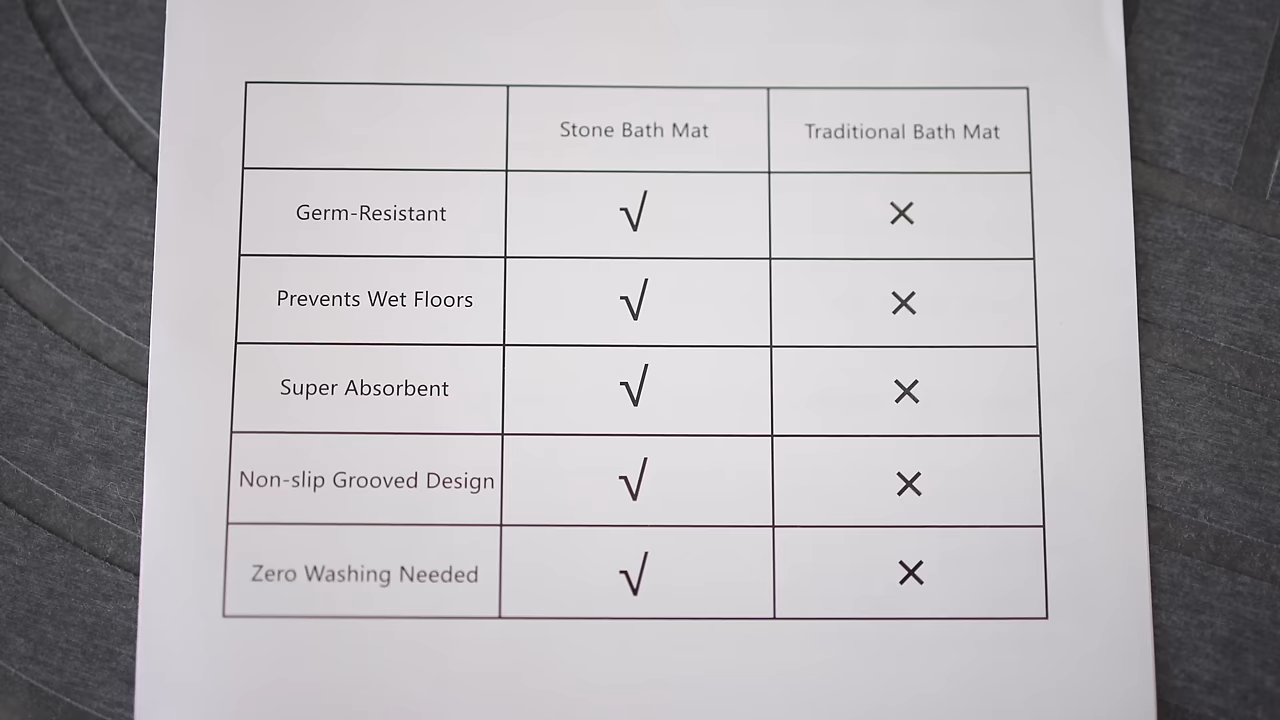 Stone Bath Mat Traditional Bath Mat
Germ-Resistant √ ×
Prevents Wet Floors √ ×
Super Absorbent √ ×
Non-slip Grooved Design √ ×
Zero Washing Needed √ ×